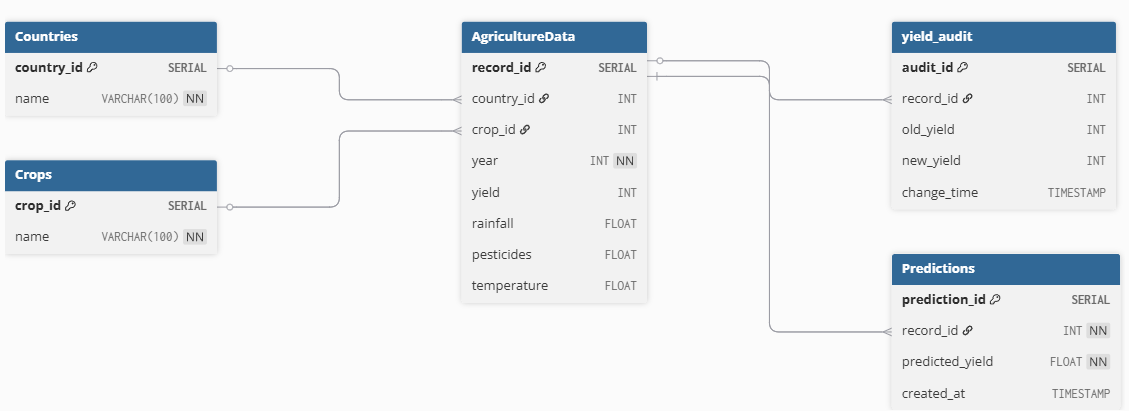 Countries
country_id SERIAL
name VARCHAR(100) NN
Crops
crop_id SERIAL
name VARCHAR(100) NN
AgricultureData
record_id SERIAL
country_id INT
crop_id INT
year INT NN
yield INT
rainfall FLOAT
pesticides FLOAT
temperature FLOAT
yield_audit
audit_id SERIAL
record_id INT
old_yield INT
new_yield INT
change_time TIMESTAMP
Predictions
prediction_id SERIAL
record_id INT NN
predicted_yield FLOAT NN
created_at TIMESTAMP